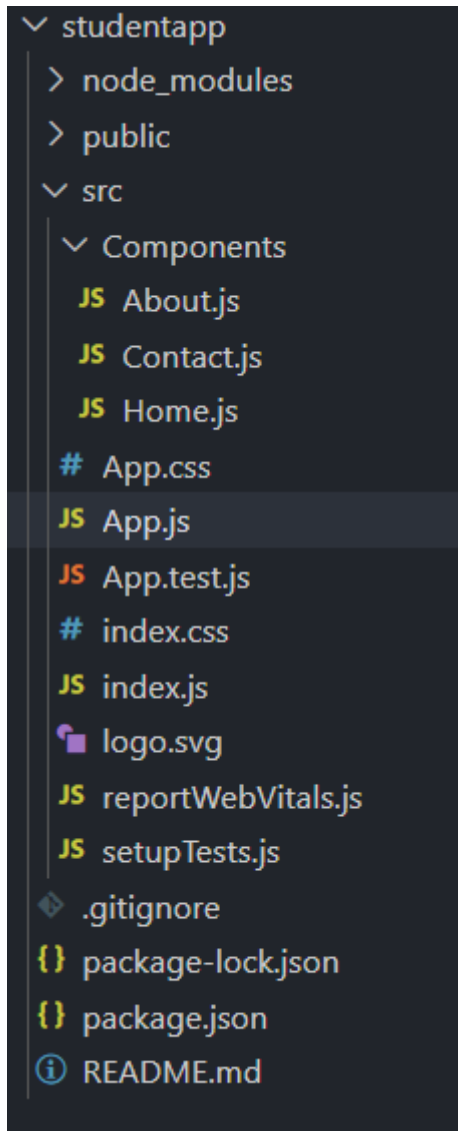 studentapp
node_modules
public
src
Components
JS About.js
JS Contact.js
JS Home.js
# App.css
JS App.js
JS App.test.js
# index.css
JS index.js
logo.svg
JS reportWebVitals.js
JS setupTests.js
.gitignore
{} package-lock.json
{} package.json
README.md